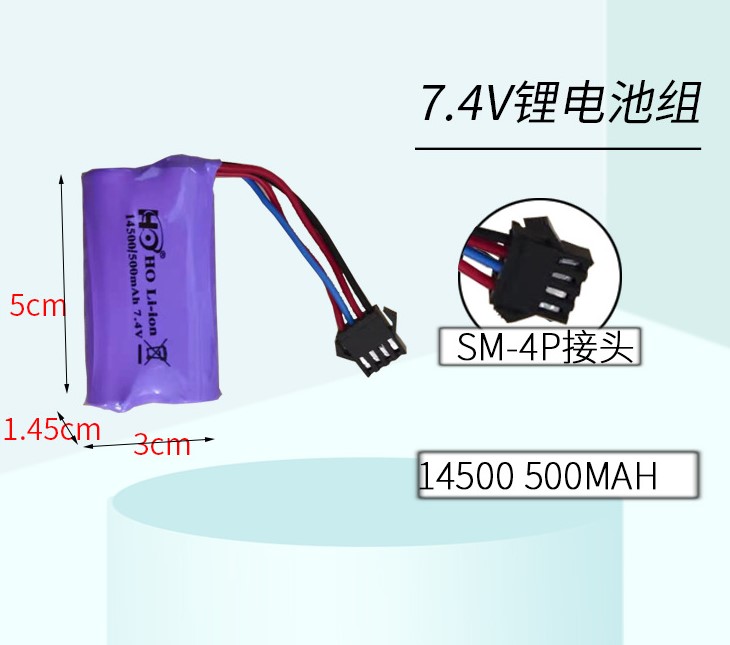 7.4V锂电池组
HO®
HO Li-ion
14500/500mAh 7.4V
5cm
SM-4P接头
1.45cm
3cm
14500 500MAH